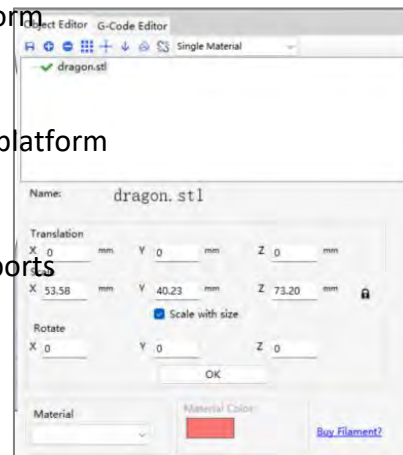 orm
Object Editor G-Code Editor
Single Material
dragon.stl
platform
Name: dragon.stl
Translation
X 0 mm Y 0 mm Z 0 mm
ports
Scale
X 53.58 mm Y 40.23 mm Z 73.20 mm
Scale with size
Rotate
X 0 Y 0 Z 0
OK
Material
Material Color:
Buy Filament?